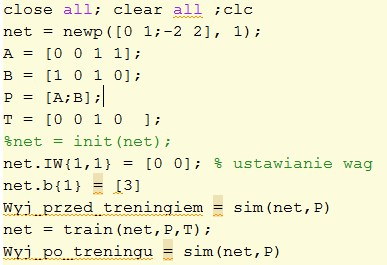 close all; clear all ;clc
net = newp([0 1;-2 2], 1);
A = [0 0 1 1];
B = [1 0 1 0];
P = [A;B];
T = [0 0 1 0  ];
%net = init(net);
net.IW{1,1} = [0 0]; % ustawianie wag
net.b{1} = [3]
Wyj_przed_treningiem = sim(net,P)
net = train(net,P,T);
Wyj_po_treningu = sim(net,P)